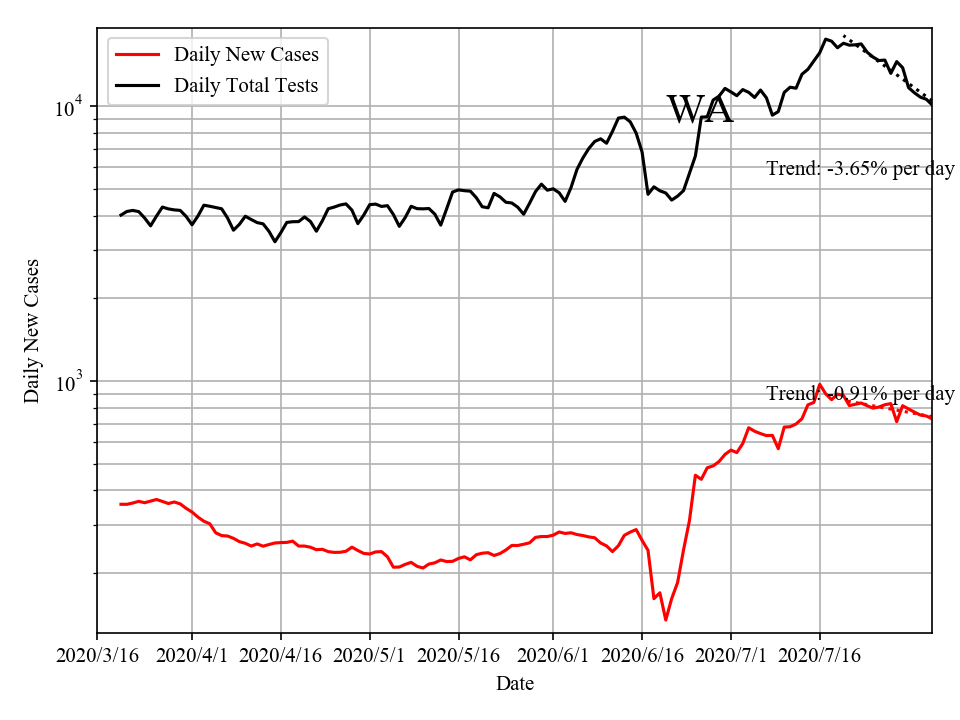 Daily New Cases
Daily Total Tests
WA
10^4
Trend: -3.65% per day
Daily New Cases
10^3
Trend: -0.91% per day
2020/3/16 2020/4/1 2020/4/16 2020/5/1 2020/5/16 2020/6/1 2020/6/16 2020/7/1 2020/7/16
Date